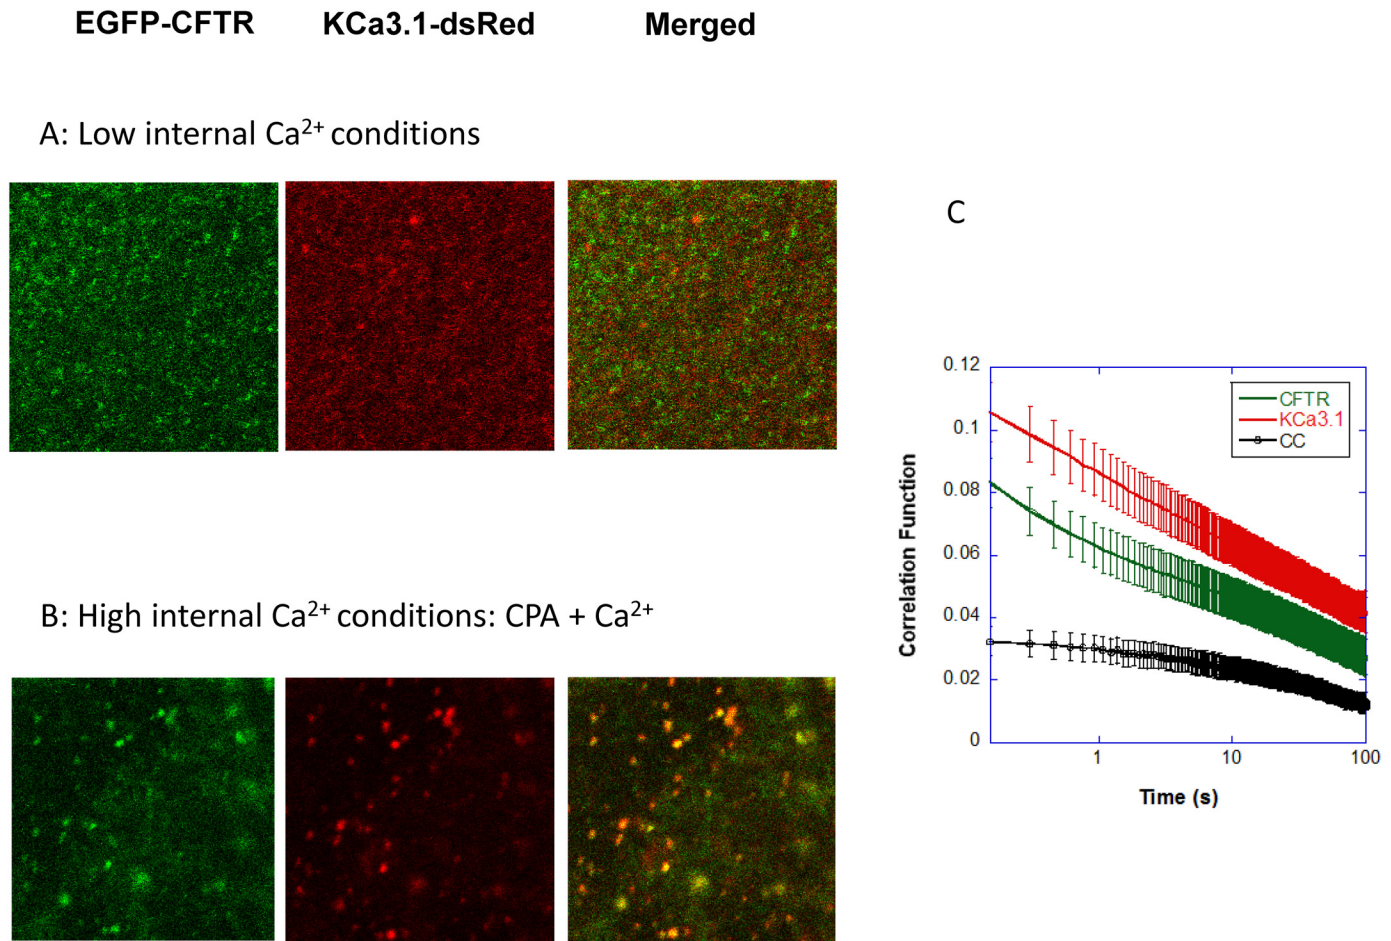 EGFP-CFTR KCa3.1-dsRed Merged
A: Low internal Ca²⁺ conditions
B: High internal Ca²⁺ conditions: CPA + Ca²⁺
C
0.12
0.1
0.08
0.06
0.04
0.02
0
Correlation Function
CFTR
KCa3.1
CC
1 10 100
Time (s)